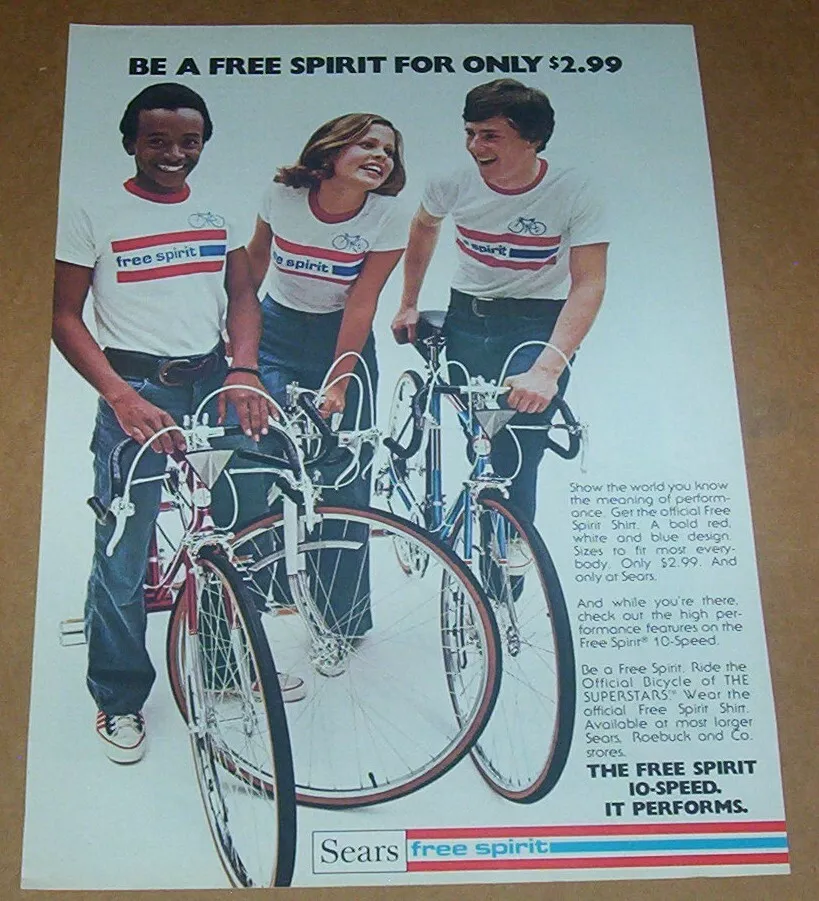 BE A FREE SPIRIT FOR ONLY $2.99
free spirit
e spirit
e spirit
Show the world you know
the meaning of perform-
ance. Get the official Free
Spirit Shirt. A bold red,
white and blue design.
Sizes to fit most every-
body. Only $2.99. And
only at Sears.
And while you're there,
check out the high per-
formance features on the
Free Spirit® 10-Speed.
Be a Free Spirit. Ride the
Official Bicycle of THE
SUPERSTARS.™ Wear the
official Free Spirit Shirt.
Available at most larger
Sears, Roebuck and Co.
stores.
THE FREE SPIRIT
10-SPEED.
IT PERFORMS.
Sears free spirit